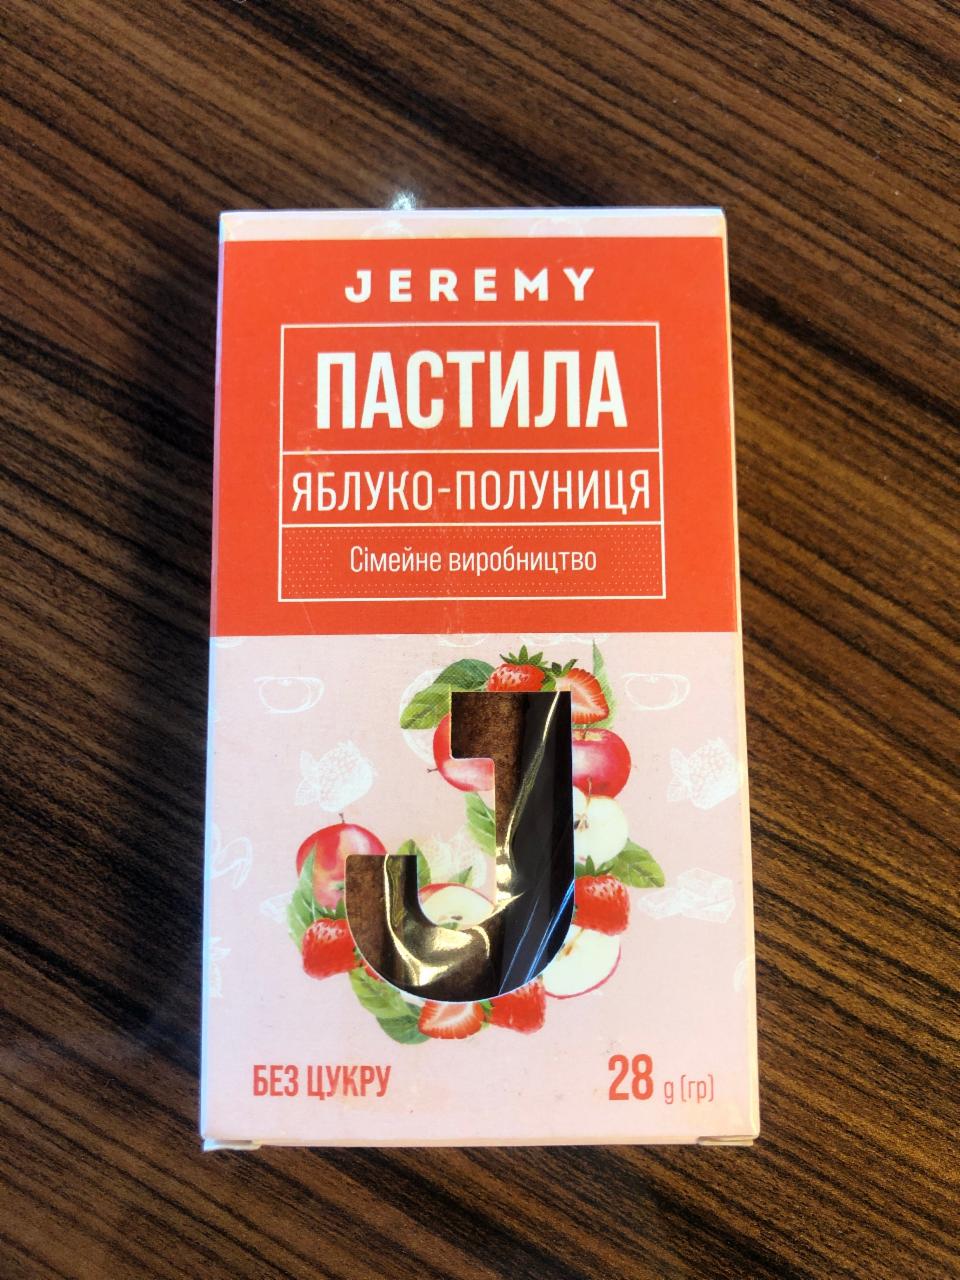 JEREMY
ПАСТИЛА
ЯБЛУКО-ПОЛУНИЦЯ
Сімейне виробництво
БЕЗ ЦУКРУ
28 g (гр)